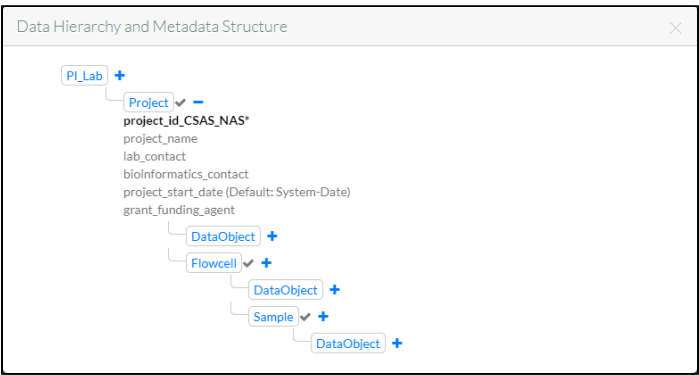 Data Hierarchy and Metadata Structure
PI_Lab
Project
project_id_CSAS_NAS*
project_name
lab_contact
bioinformatics_contact
project_start_date (Default: System-Date)
grant_funding_agent
DataObject
Flowcell
DataObject
Sample
DataObject